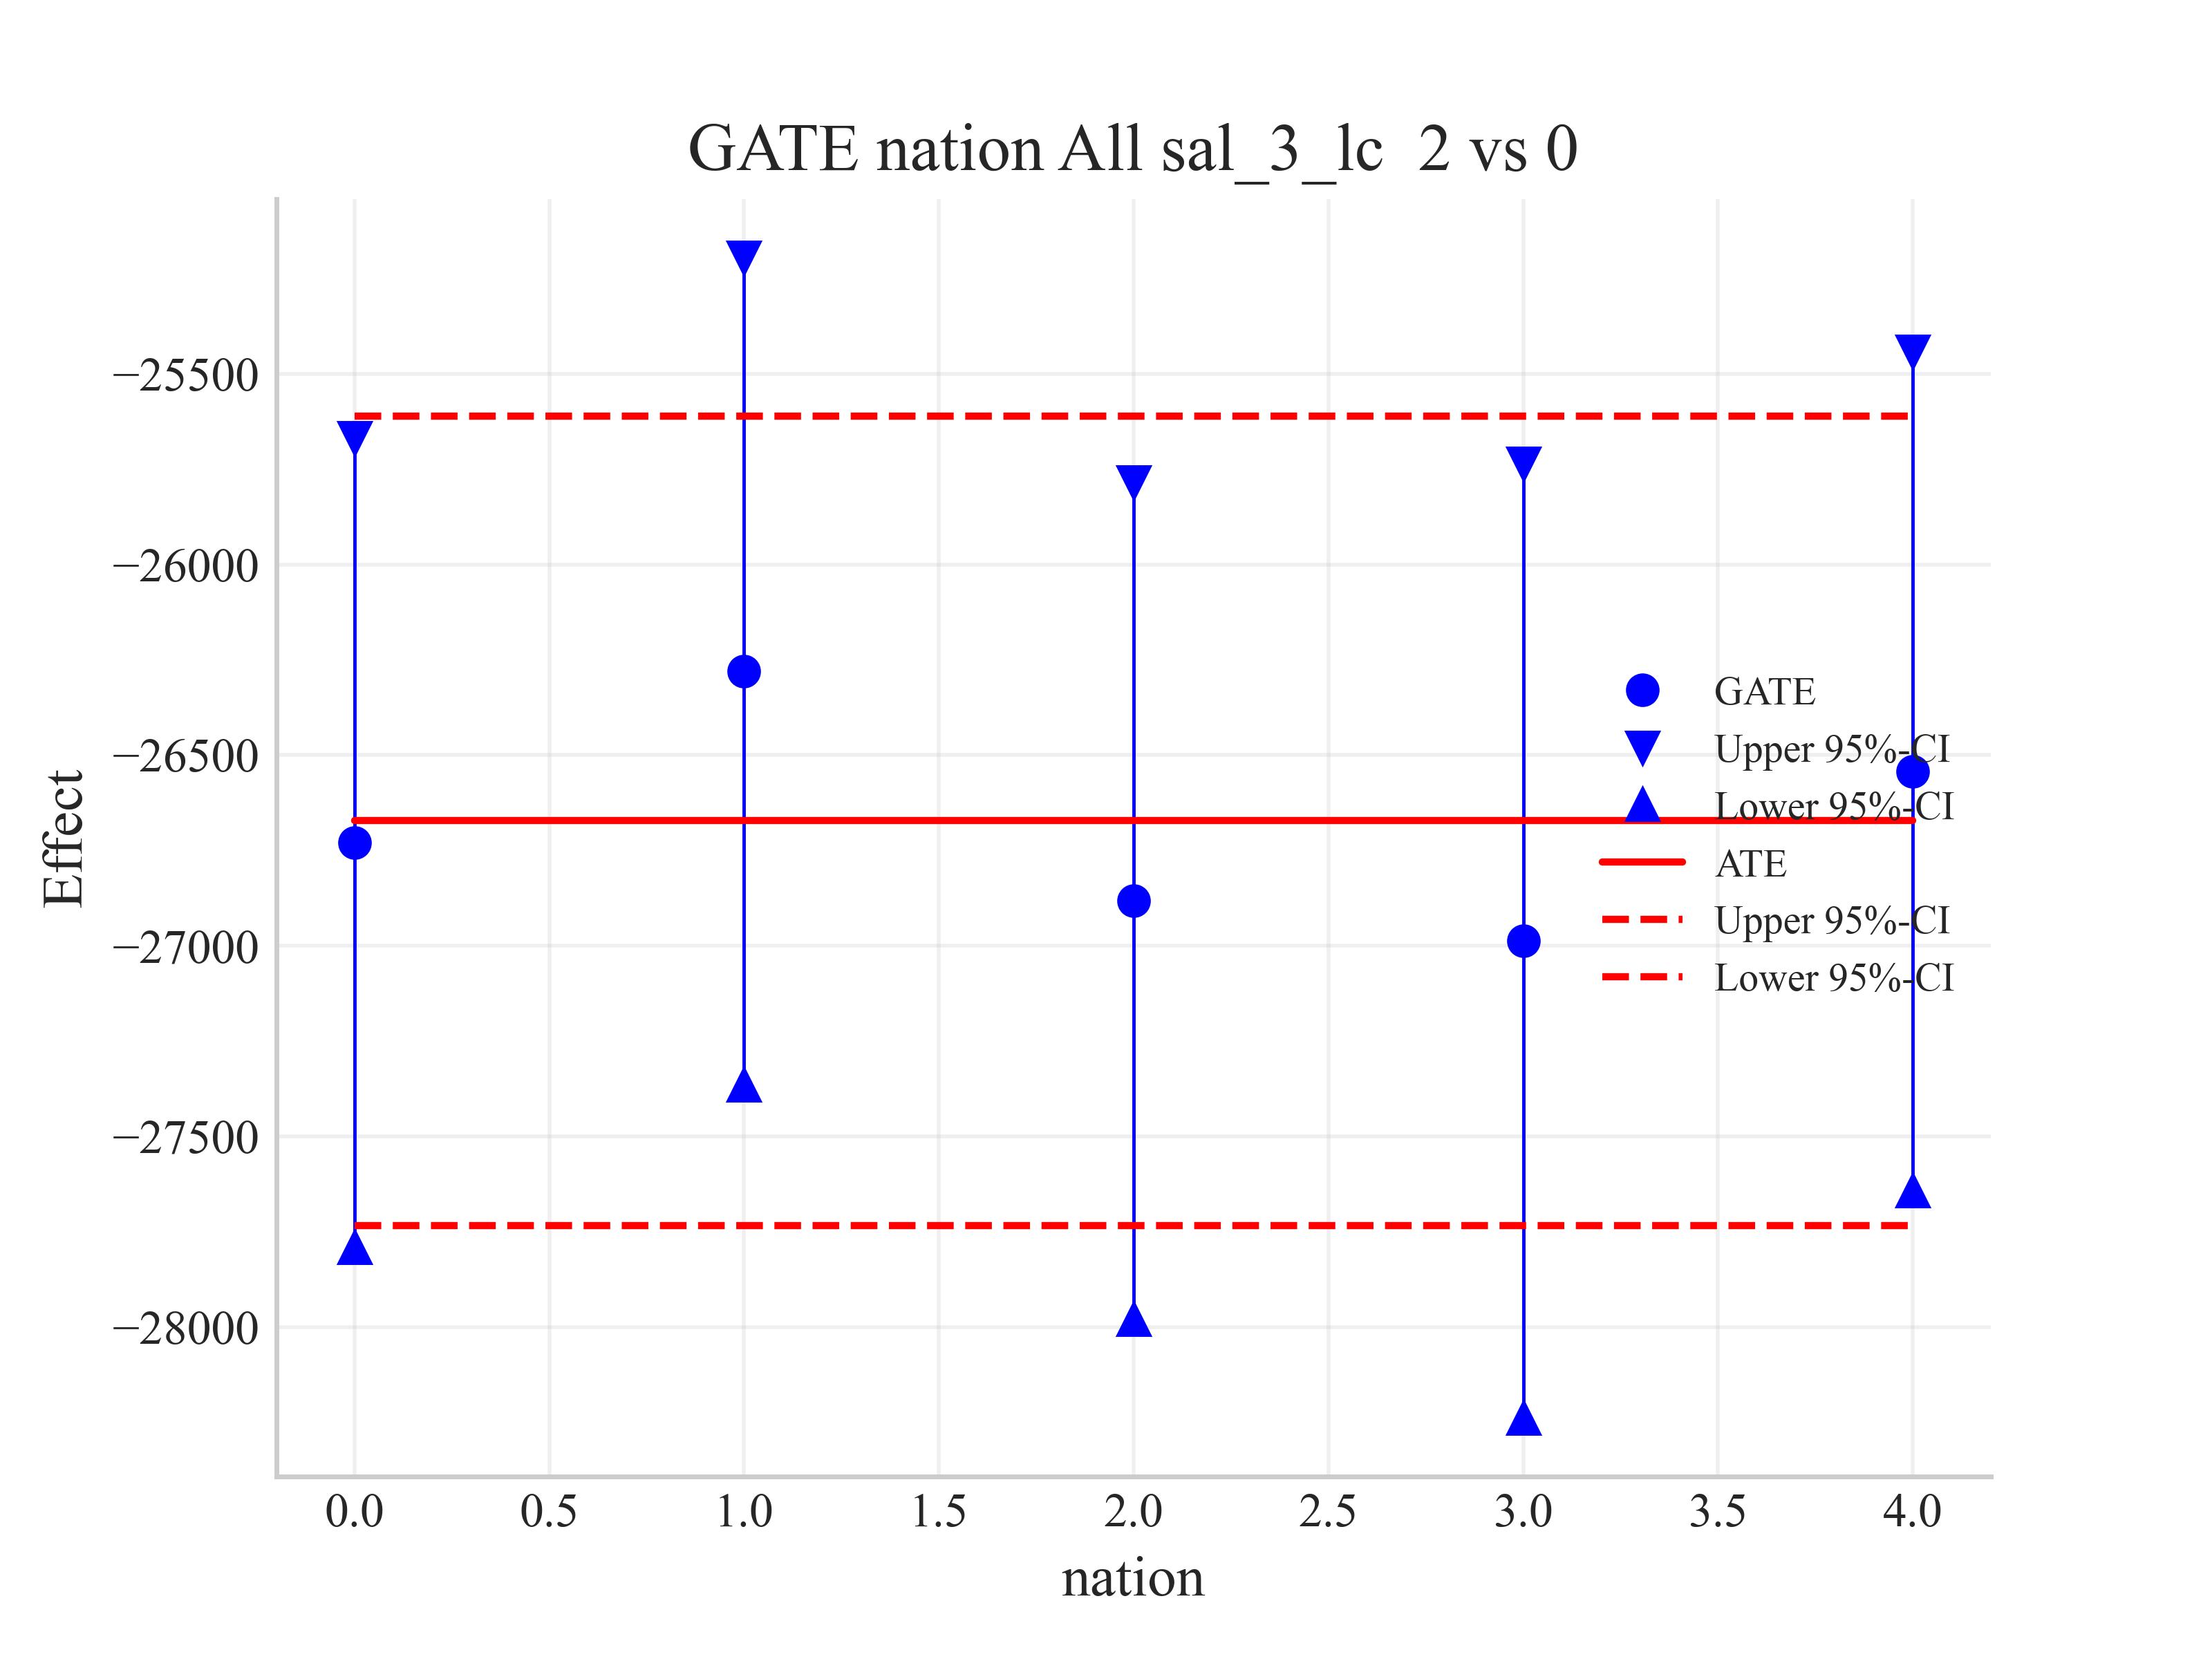 GATE nation All sal_3_lc  2 vs 0
Effect
−25500
−26000
−26500
−27000
−27500
−28000
GATE
Upper 95%-CI
Lower 95%-CI
ATE
Upper 95%-CI
Lower 95%-CI
0.0 0.5 1.0 1.5 2.0 2.5 3.0 3.5 4.0
nation